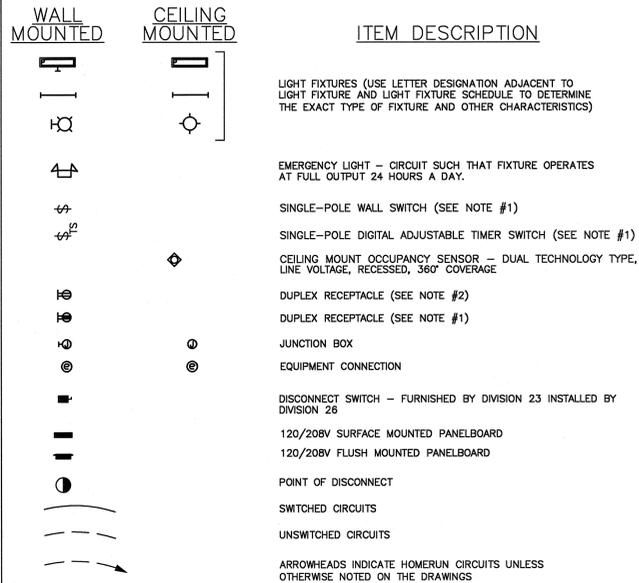 WALL MOUNTED
CEILING MOUNTED
ITEM DESCRIPTION
LIGHT FIXTURES (USE LETTER DESIGNATION ADJACENT TO
LIGHT FIXTURE AND LIGHT FIXTURE SCHEDULE TO DETERMINE
THE EXACT TYPE OF FIXTURE AND OTHER CHARACTERISTICS)
EMERGENCY LIGHT – CIRCUIT SUCH THAT FIXTURE OPERATES
AT FULL OUTPUT 24 HOURS A DAY.
$ SINGLE–POLE WALL SWITCH (SEE NOTE #1)
$TS SINGLE–POLE DIGITAL ADJUSTABLE TIMER SWITCH (SEE NOTE #1)
CEILING MOUNT OCCUPANCY SENSOR – DUAL TECHNOLOGY TYPE,
LINE VOLTAGE, RECESSED, 360° COVERAGE
DUPLEX RECEPTACLE (SEE NOTE #2)
DUPLEX RECEPTACLE (SEE NOTE #1)
J J JUNCTION BOX
e e EQUIPMENT CONNECTION
DISCONNECT SWITCH – FURNISHED BY DIVISION 23 INSTALLED BY
DIVISION 26
120/208V SURFACE MOUNTED PANELBOARD
120/208V FLUSH MOUNTED PANELBOARD
POINT OF DISCONNECT
SWITCHED CIRCUITS
UNSWITCHED CIRCUITS
ARROWHEADS INDICATE HOMERUN CIRCUITS UNLESS
OTHERWISE NOTED ON THE DRAWINGS